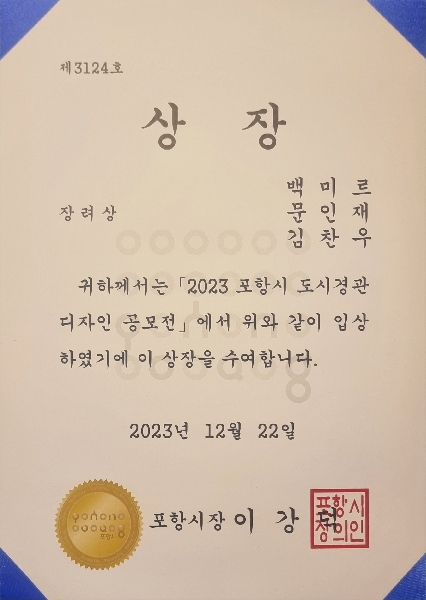 제3124호
상 장
백 미 르
장 려 상 문 인 재
김 찬 우
귀하께서는 「2023 포항시 도시경관
디자인 공모전」에서 위와 같이 입상
하였기에 이 상장을 수여합니다.
2023년 12월 22일
포항시장 이 강 덕
포항시
장의인